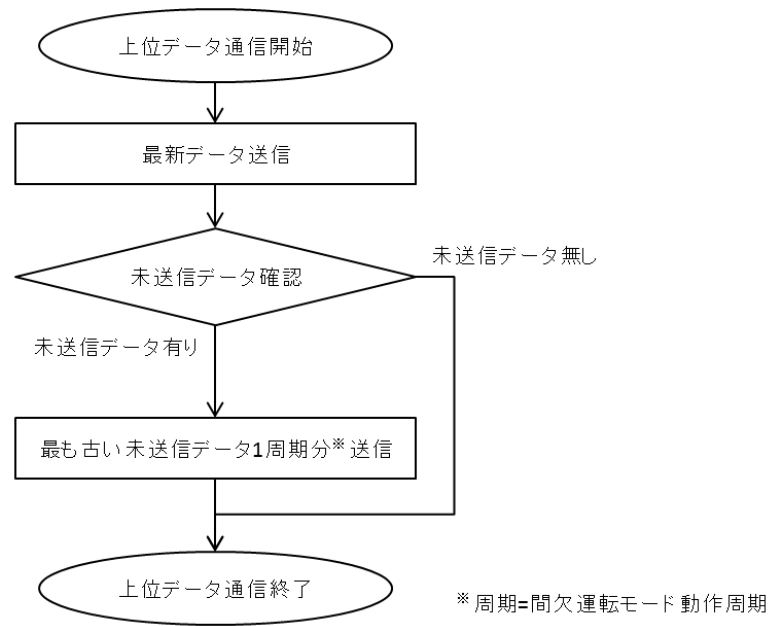 上位データ通信開始
最新データ送信
未送信データ確認
未送信データ無し
未送信データ有り
最も古い未送信データ1周期分※送信
上位データ通信終了
※周期=間欠運転モード動作周期